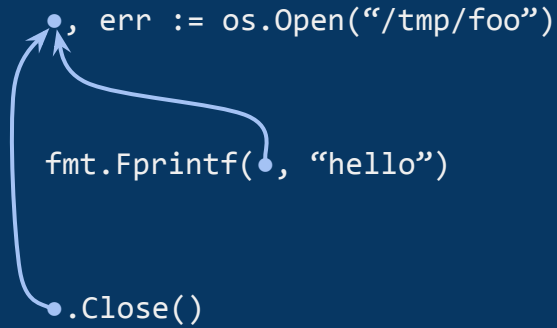 , err := os.Open(“/tmp/foo”)
fmt.Fprintf( , “hello”)
.Close()